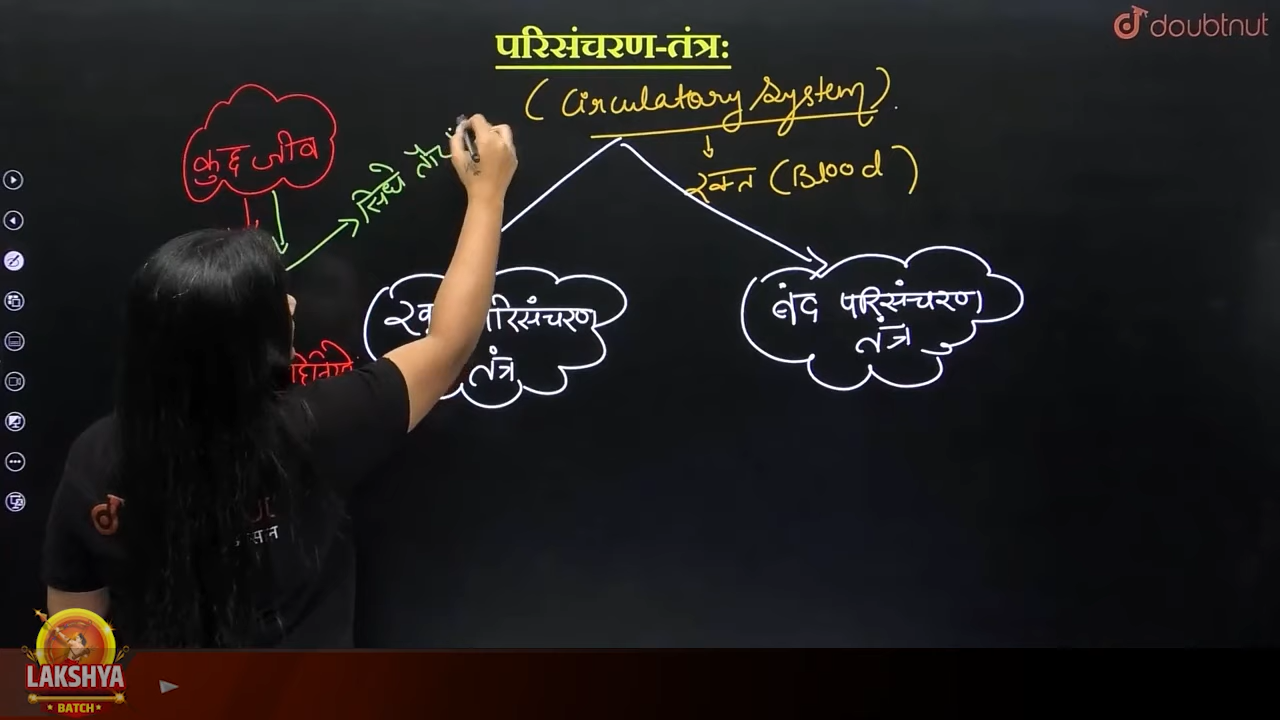 doubtnut
परिसंचरण-तंत्र:
(Circulatory System).
रक्त (Blood)
कुछ जीव
सिधे तौर
परिसंचरण
तंत्र
बंद परिसंचरण
तंत्र
LAKSHYA
BATCH